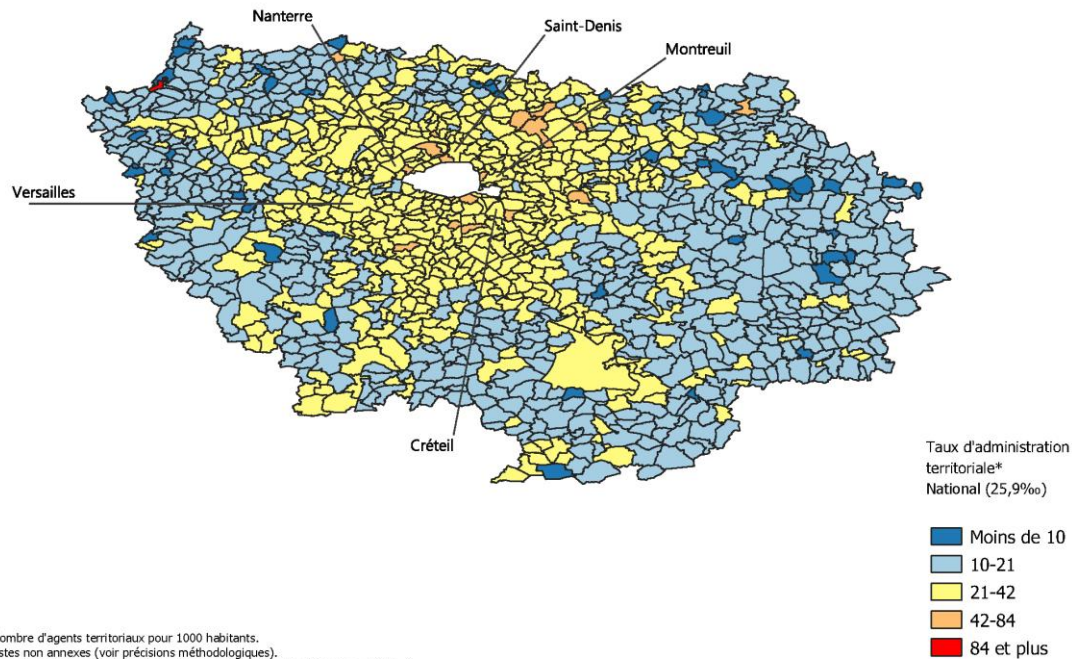 Nanterre
Saint-Denis
Montreuil
Versailles
Créteil
Taux d'administration
territoriale*
National (25,9‰)
Moins de 10
10-21
21-42
42-84
84 et plus
ombre d'agents territoriaux pour 1000 habitants.
stes non annexes (voir précisions méthodologiques).